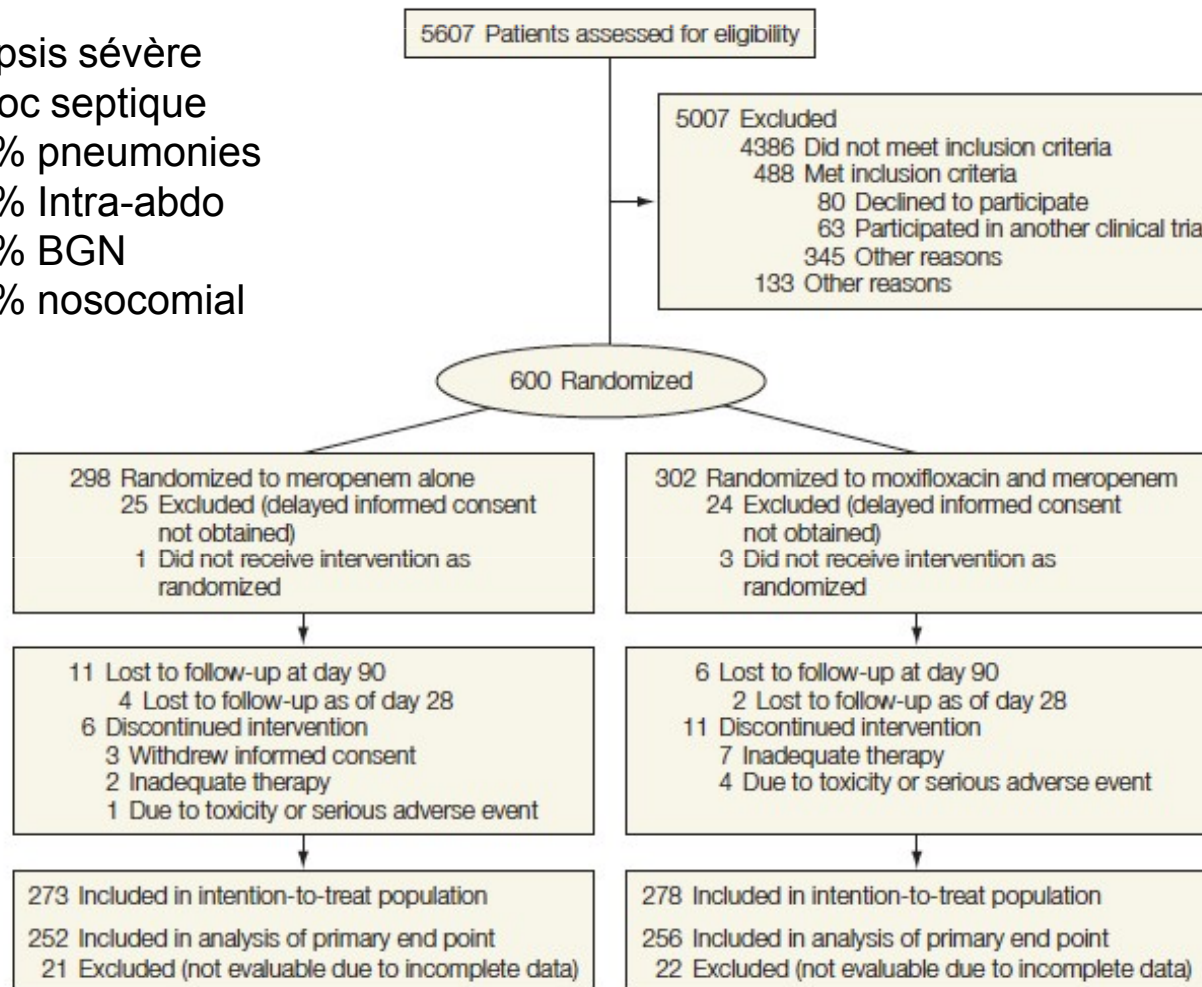 psis sévère
oc septique
% pneumonies
% Intra-abdo
% BGN
% nosocomial
5607 Patients assessed for eligibility
5007 Excluded
4386 Did not meet inclusion criteria
488 Met inclusion criteria
80 Declined to participate
63 Participated in another clinical tria
345 Other reasons
133 Other reasons
600 Randomized
298 Randomized to meropenem alone
25 Excluded (delayed informed consent
not obtained)
1 Did not receive intervention as
randomized
302 Randomized to moxifloxacin and meropenem
24 Excluded (delayed informed consent
not obtained)
3 Did not receive intervention as
randomized
11 Lost to follow-up at day 90
4 Lost to follow-up as of day 28
6 Discontinued intervention
3 Withdrew informed consent
2 Inadequate therapy
1 Due to toxicity or serious adverse event
6 Lost to follow-up at day 90
2 Lost to follow-up as of day 28
11 Discontinued intervention
7 Inadequate therapy
4 Due to toxicity or serious adverse event
273 Included in intention-to-treat population
252 Included in analysis of primary end point
21 Excluded (not evaluable due to incomplete data)
278 Included in intention-to-treat population
256 Included in analysis of primary end point
22 Excluded (not evaluable due to incomplete data)